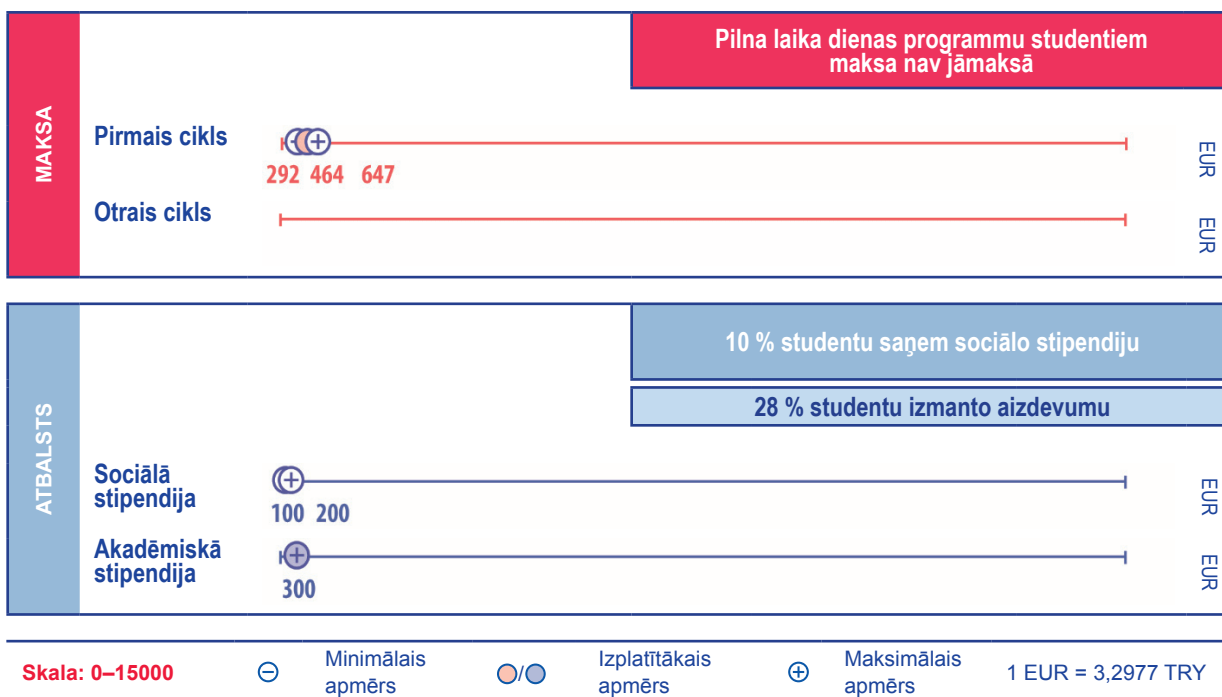 Pilna laika dienas programmu studentiem
maksa nav jāmaksā
MAKSA
Pirmais cikls
292 464 647
EUR
Otrais cikls
EUR
10 % studentu saņem sociālo stipendiju
28 % studentu izmanto aizdevumu
ATBALSTS
Sociālā
stipendija
100 200
EUR
Akadēmiskā
stipendija
300
EUR
Skala: 0–15000
Minimālais
apmērs
/
Izplatītākais
apmērs
Maksimālais
apmērs
1 EUR = 3,2977 TRY